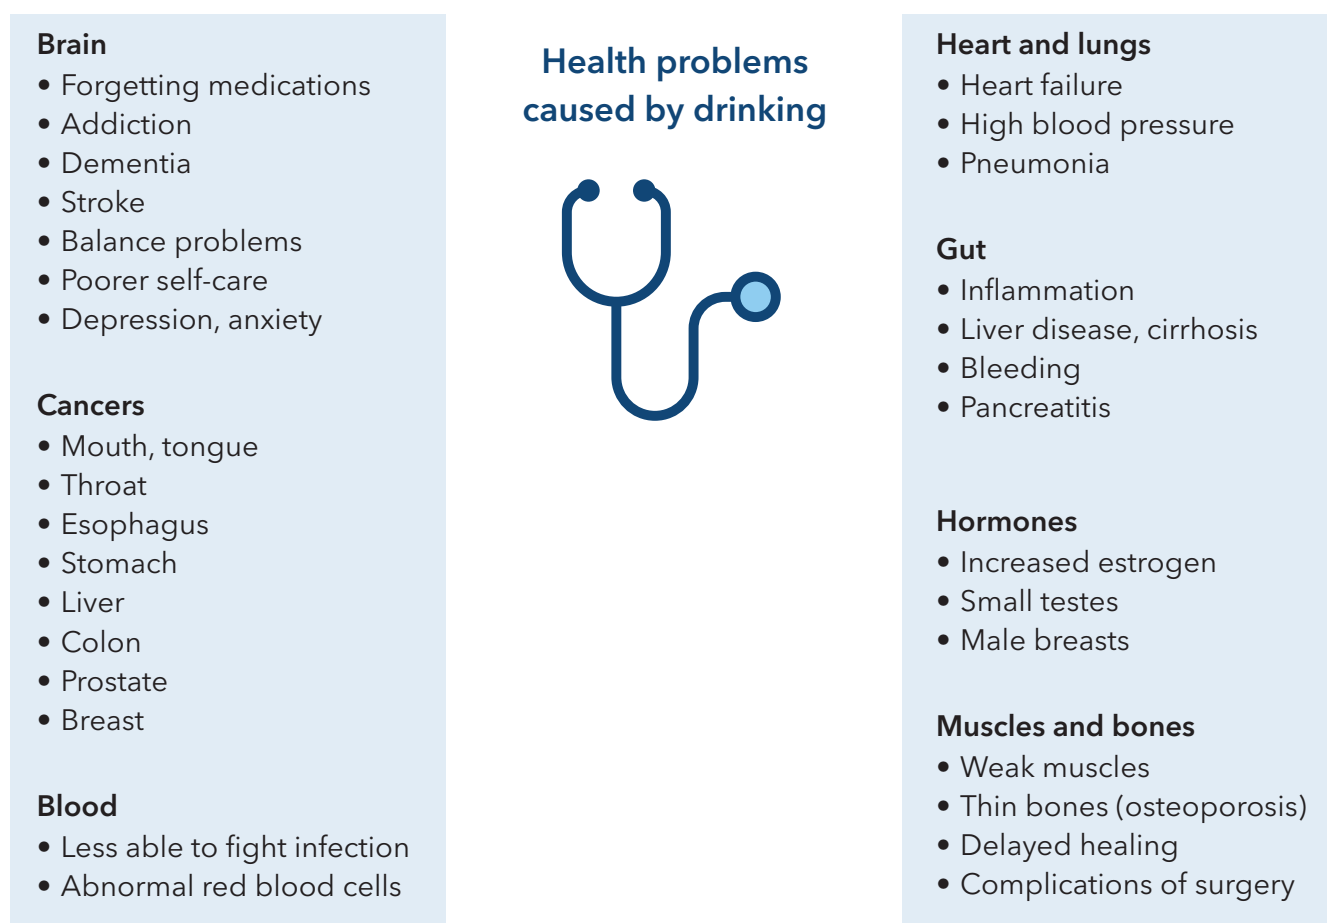 Health problems
caused by drinking
Brain
• Forgetting medications
• Addiction
• Dementia
• Stroke
• Balance problems
• Poorer self-care
• Depression, anxiety
Cancers
• Mouth, tongue
• Throat
• Esophagus
• Stomach
• Liver
• Colon
• Prostate
• Breast
Blood
• Less able to fight infection
• Abnormal red blood cells
Heart and lungs
• Heart failure
• High blood pressure
• Pneumonia
Gut
• Inflammation
• Liver disease, cirrhosis
• Bleeding
• Pancreatitis
Hormones
• Increased estrogen
• Small testes
• Male breasts
Muscles and bones
• Weak muscles
• Thin bones (osteoporosis)
• Delayed healing
• Complications of surgery